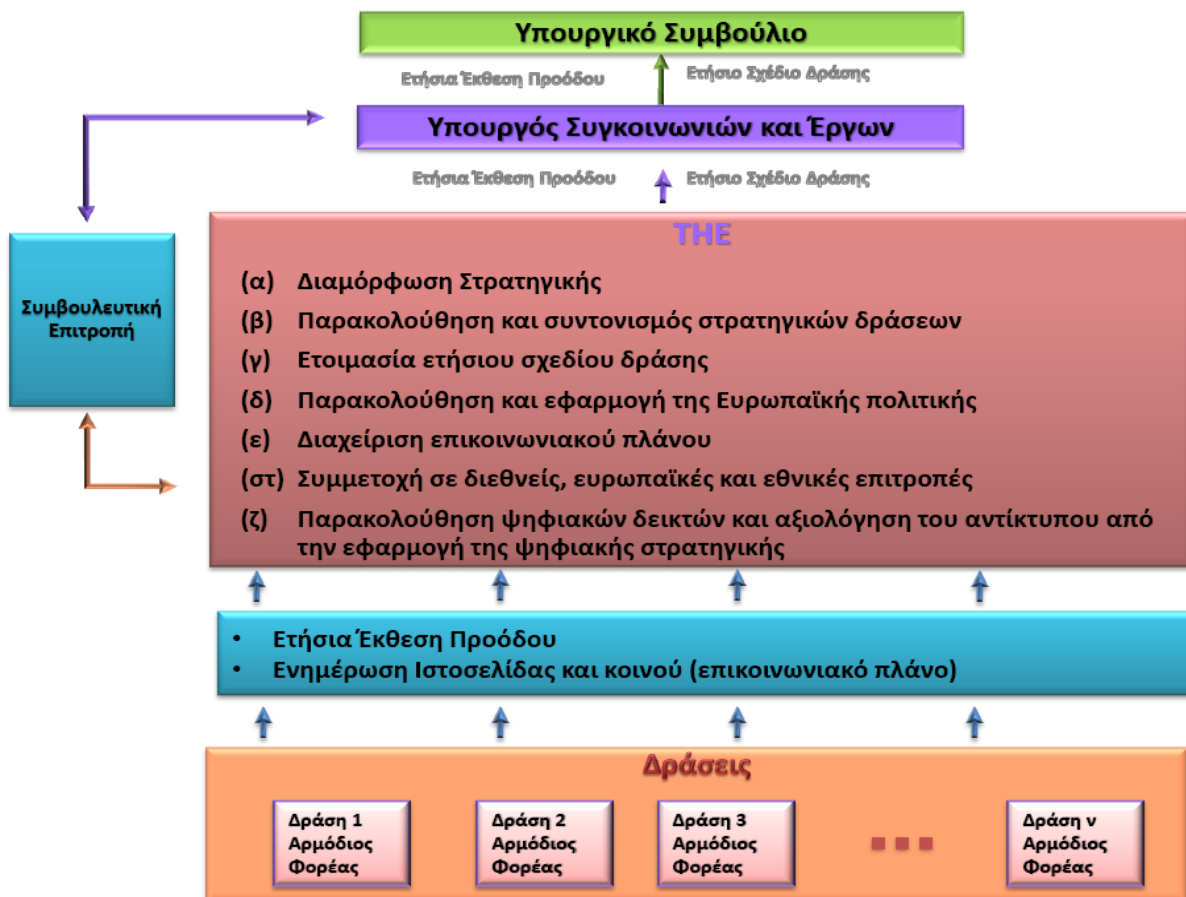 Υπουργικό Συμβούλιο
Ετήσια Έκθεση Προόδου
Ετήσιο Σχέδιο Δράσης
Υπουργός Συγκοινωνιών και Έργων
Ετήσια Έκθεση Προόδου
Ετήσιο Σχέδιο Δράσης
Συμβουλευτική
Επιτροπή
ΤΗΕ
(α) Διαμόρφωση Στρατηγικής
(β) Παρακολούθηση και συντονισμός στρατηγικών δράσεων
(γ) Ετοιμασία ετήσιου σχεδίου δράσης
(δ) Παρακολούθηση και εφαρμογή της Ευρωπαϊκής πολιτικής
(ε) Διαχείριση επικοινωνιακού πλάνου
(στ) Συμμετοχή σε διεθνείς, ευρωπαϊκές και εθνικές επιτροπές
(ζ) Παρακολούθηση ψηφιακών δεικτών και αξιολόγηση του αντίκτυπου από
την εφαρμογή της ψηφιακής στρατηγικής
• Ετήσια Έκθεση Προόδου
• Ενημέρωση Ιστοσελίδας και κοινού (επικοινωνιακό πλάνο)
Δράσεις
Δράση 1
Αρμόδιος
Φορέας
Δράση 2
Αρμόδιος
Φορέας
Δράση 3
Αρμόδιος
Φορέας
Δράση ν
Αρμόδιος
Φορέας